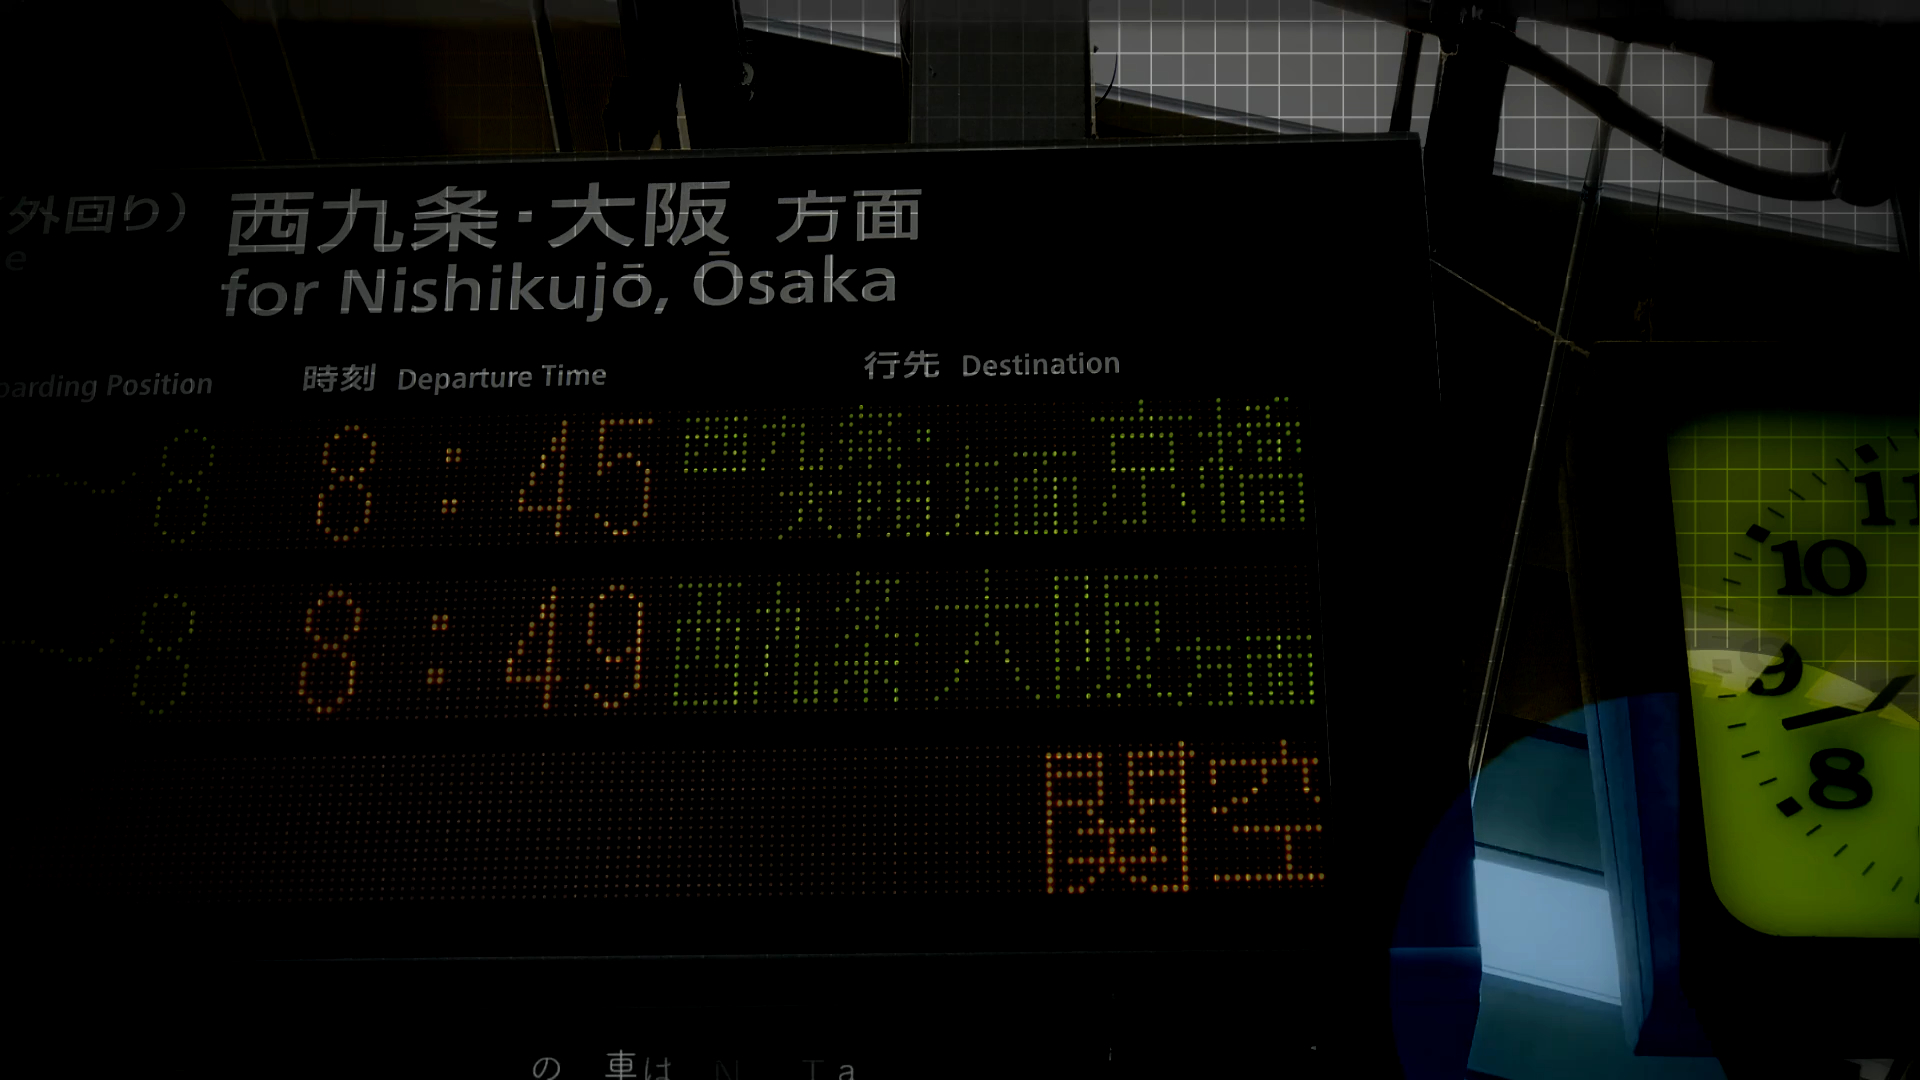 (外回り) 西九条・大阪 方面
for Nishikujō, Ōsaka
Position 時刻 Departure Time 行先 Destination
8 8:45 西九条・大阪方面 京橋
8 8:49 西九条・大阪方面
関空
11
10
9
8